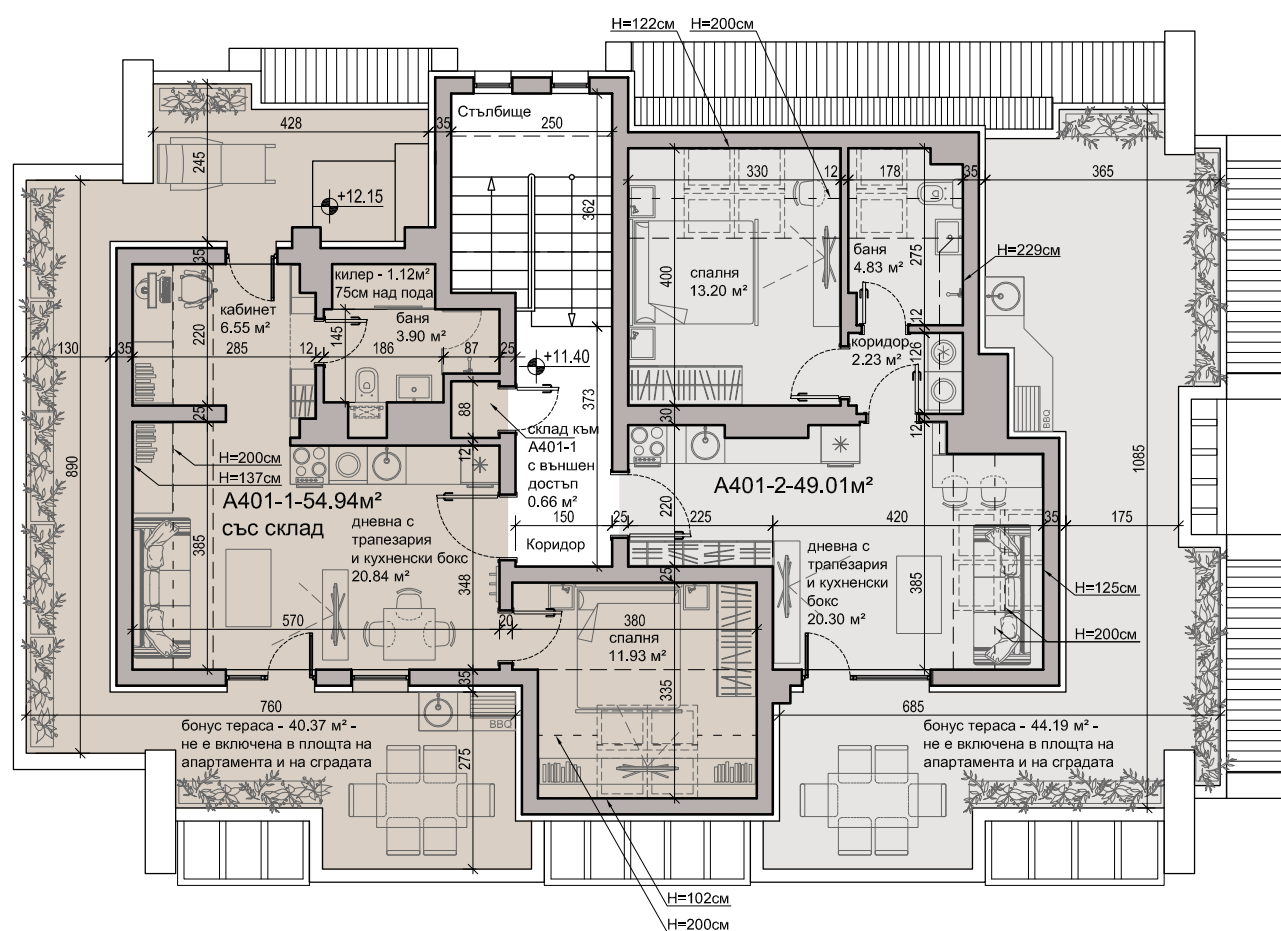 H=122см H=200см
Стълбище
428
35
250
245
+12.15
362
330
12
178
35
365
400
спалня
13.20 м²
баня
4.83 м²
275
H=229см
35
килер - 1.12м²
75см над пода
кабинет
6.55 м²
220
баня
3.90 м²
145
12
коридор
2.23 м²
126
130
35
285
12
186
87
25
+11.40
373
25
88
склад към
А401-1
с външен
достъп
0.66 м²
30
12
BBQ
890
H=200см
H=137см
12
1085
А401-1-54.94м²
със склад
А401-2-49.01м²
дневна с
трапезария
и кухненски бокс
20.84 м²
150
25
220
225
420
35
175
Коридор
385
348
25
дневна с
трапезария
и кухненски
бокс
20.30 м²
385
H=125см
570
20
380
спалня
11.93 м²
H=200см
35
335
760
685
BBQ
бонус тераса - 40.37 м² -
не е включена в площта на
апартамента и на сградата
275
бонус тераса - 44.19 м² -
не е включена в площта на
апартамента и на сградата
H=102см
H=200см